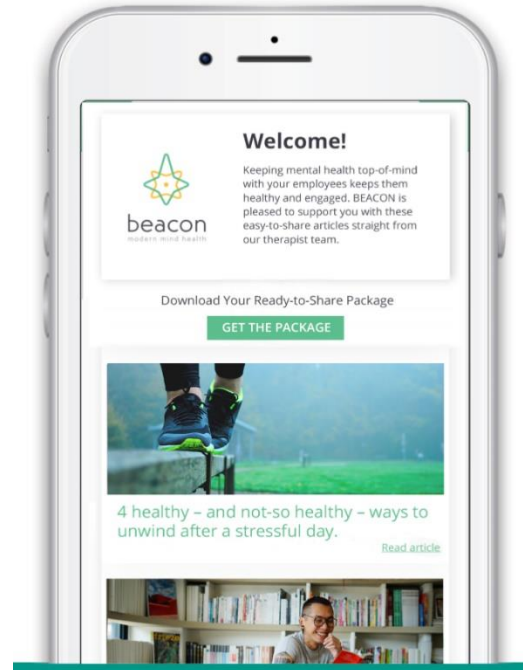 Welcome!
Keeping mental health top-of-mind
with your employees keeps them
healthy and engaged. BEACON is
pleased to support you with these
easy-to-share articles straight from
our therapist team.
beacon
modern mind health
Download Your Ready-to-Share Package
GET THE PACKAGE
4 healthy – and not-so healthy – ways to
unwind after a stressful day.
Read article